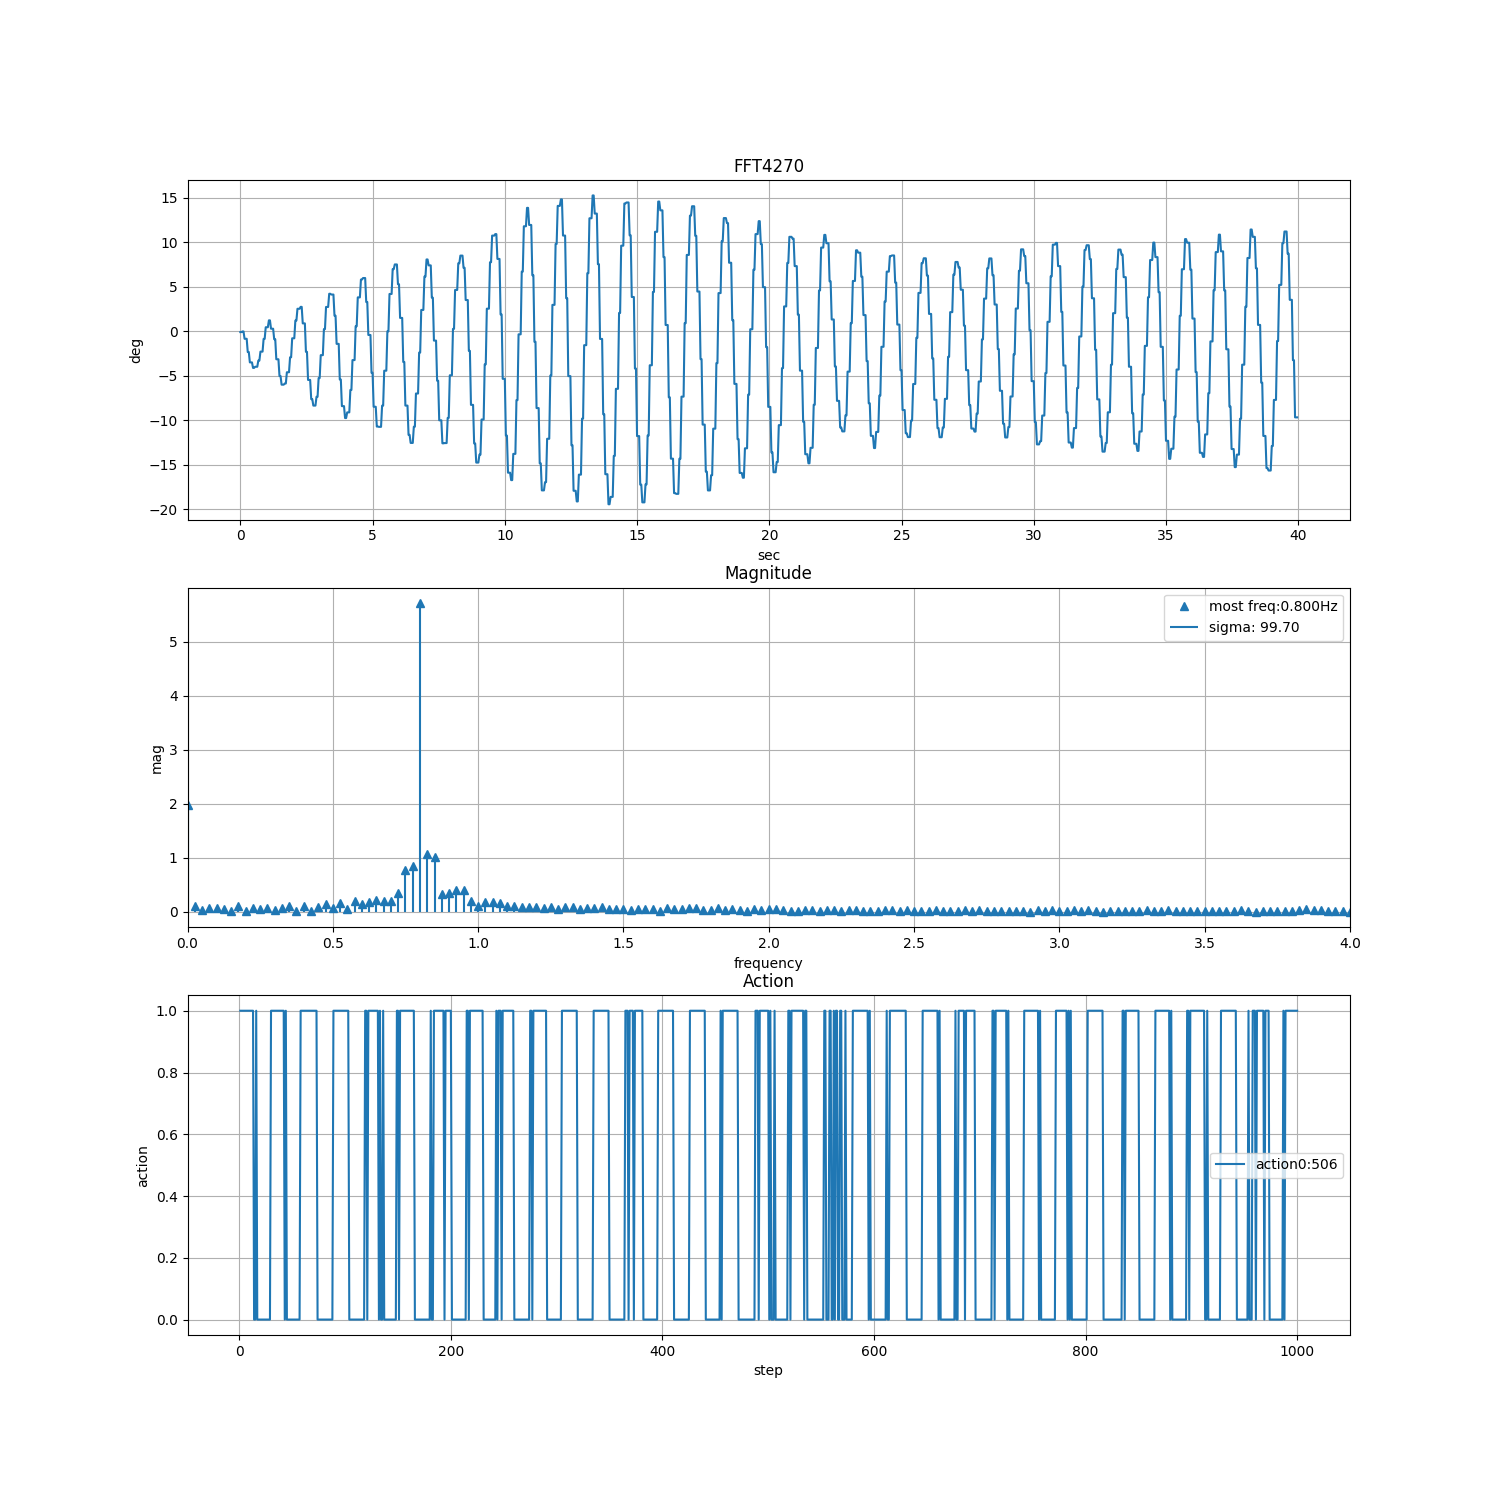 FFT4270
15
10
5
0
−5
−10
−15
−20
deg
0 5 10 15 20 25 30 35 40
sec
Magnitude
most freq:0.800Hz
sigma: 99.70
5
4
3
2
1
0
mag
0.0 0.5 1.0 1.5 2.0 2.5 3.0 3.5 4.0
frequency
Action
1.0
0.8
0.6
0.4
0.2
0.0
action
action0:506
0 200 400 600 800 1000
step